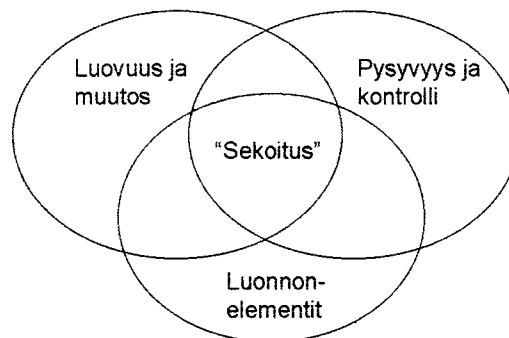 Luovuus ja
muutos
Pysyvyys ja
kontrolli
“Sekoitus”
Luonnon-
elementit